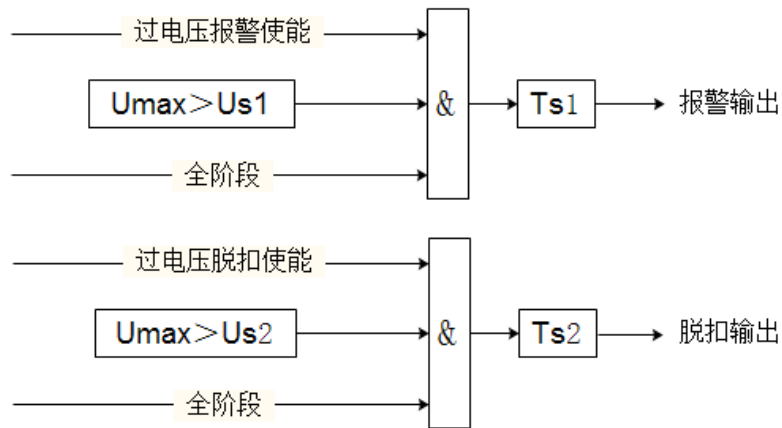 过电压报警使能
Umax＞Us1
&
Ts1
报警输出
全阶段
过电压脱扣使能
Umax＞Us2
&
Ts2
脱扣输出
全阶段